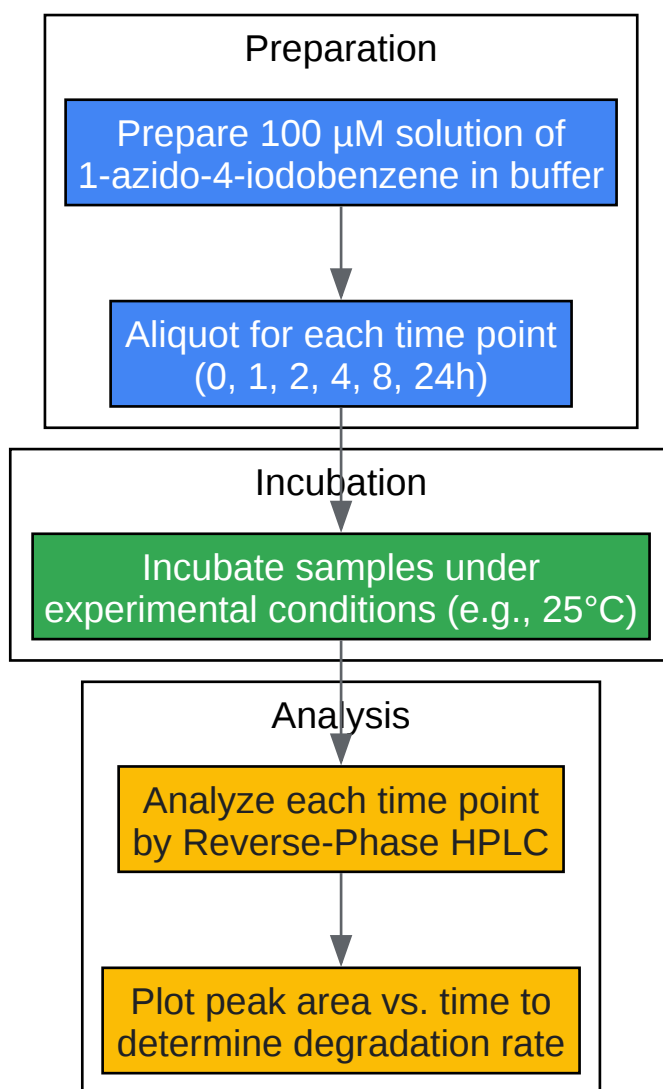 Preparation
Prepare 100 µM solution of
1-azido-4-iodobenzene in buffer
Aliquot for each time point
(0, 1, 2, 4, 8, 24h)
Incubation
Incubate samples under
experimental conditions (e.g., 25°C)
Analysis
Analyze each time point
by Reverse-Phase HPLC
Plot peak area vs. time to
determine degradation rate